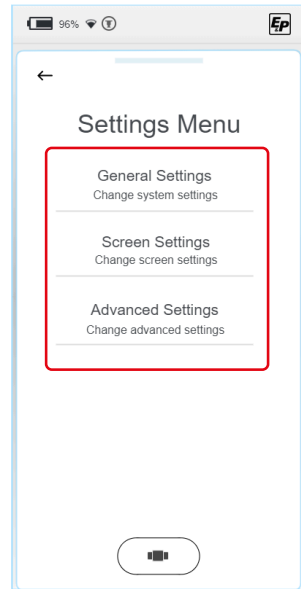 96%
EP
Settings Menu
General Settings
Change system settings
Screen Settings
Change screen settings
Advanced Settings
Change advanced settings